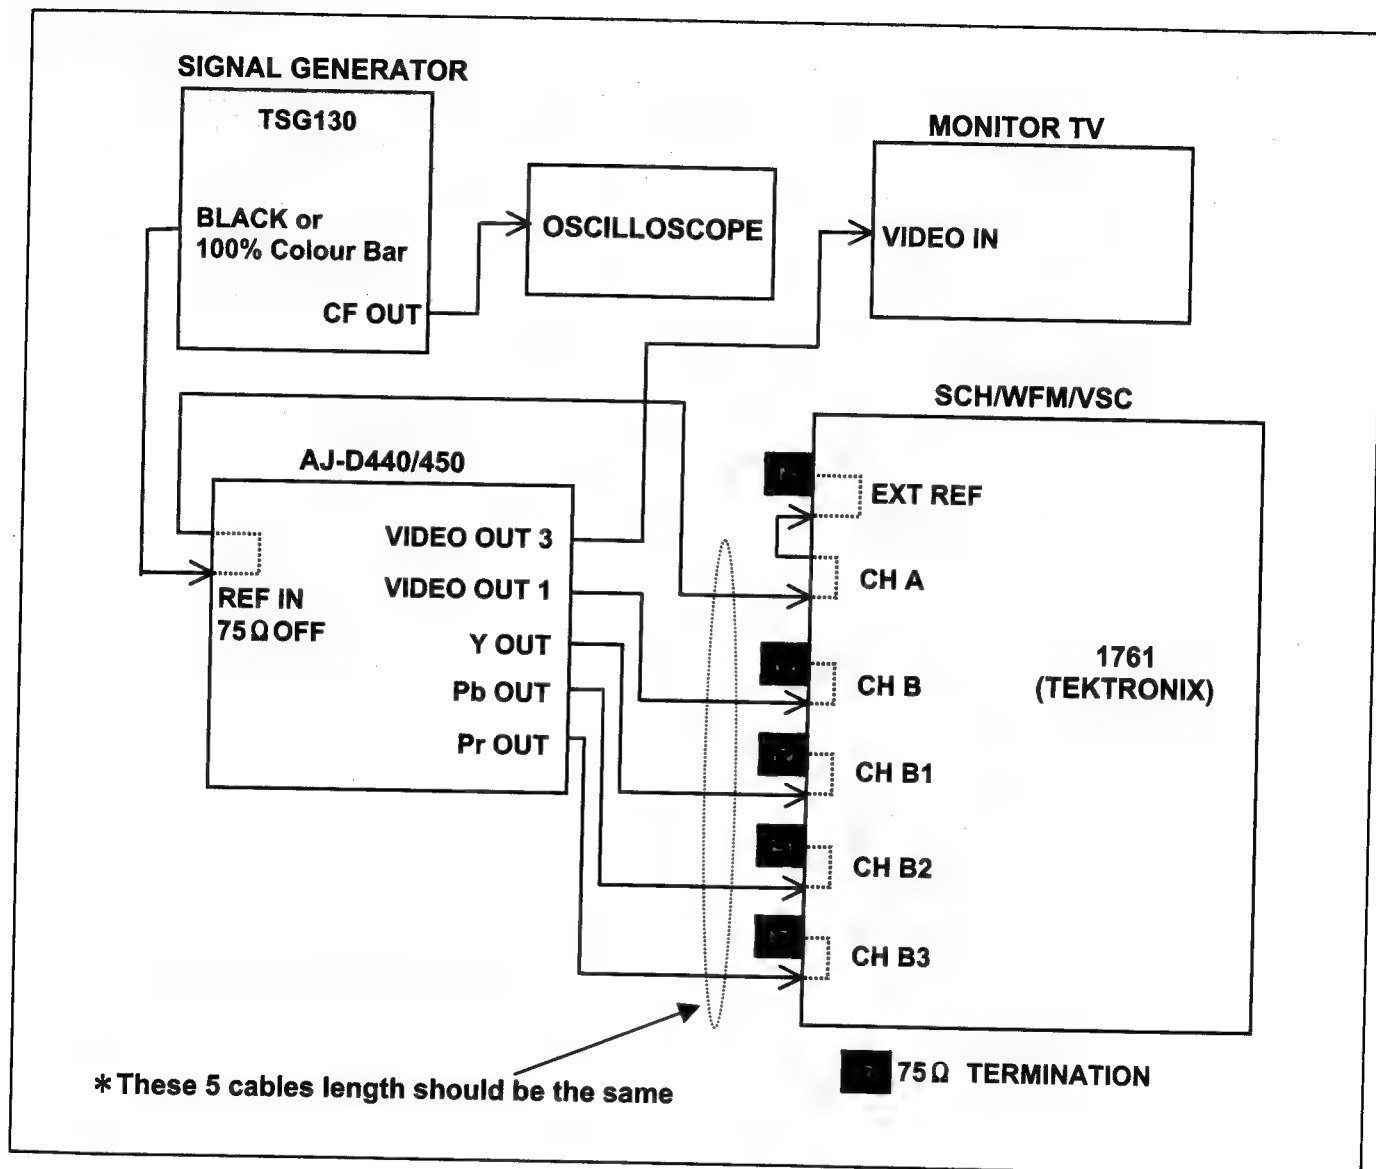 SIGNAL GENERATOR
TSG130
BLACK or
100% Colour Bar
CF OUT
OSCILLOSCOPE
MONITOR TV
VIDEO IN
AJ-D440/450
VIDEO OUT 3
VIDEO OUT 1
Y OUT
Pb OUT
Pr OUT
REF IN
75Ω OFF
SCH/WFM/VSC
EXT REF
CH A
CH B
CH B1
CH B2
CH B3
1761
(TEKTRONIX)
*These 5 cables length should be the same
75Ω TERMINATION